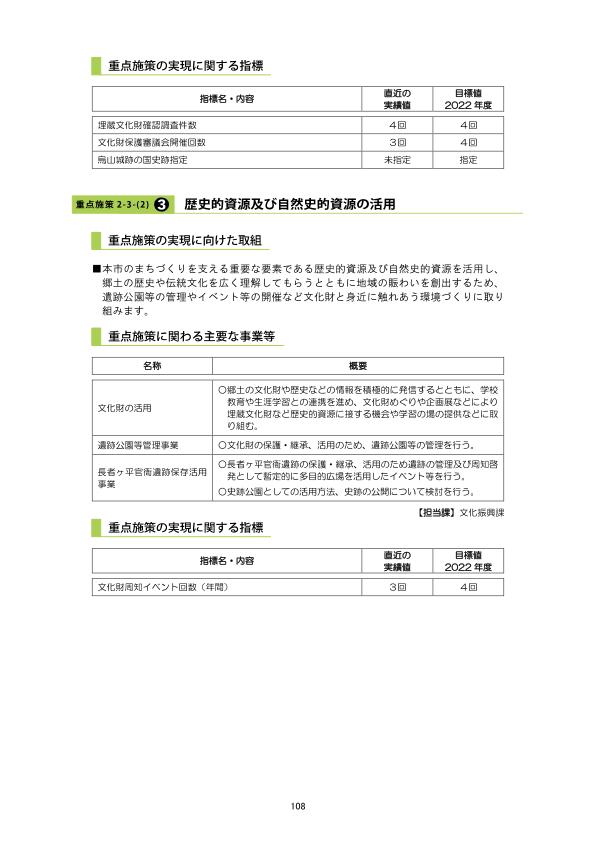 重点施策の実現に関する指標
指標名・内容 直近の実績値 目標値2022 年度
埋蔵文化財確認調査件数 4回 4回
文化財保護審議会開催回数 3回 4回
烏山城跡の国史跡指定 未指定 指定
重点施策 2-3-(2) ❸ 歴史的資源及び自然史的資源の活用
重点施策の実現に向けた取組
■本市のまちづくりを支える重要な要素である歴史的資源及び自然史的資源を活用し、
郷土の歴史や伝統文化を広く理解してもらうとともに地域の賑わいを創出するため、
遺跡公園等の管理やイベント等の開催など文化財と身近に触れあう環境づくりに取り
組みます。
重点施策に関わる主要な事業等
名称 概要
文化財の活用
○郷土の文化財や歴史などの情報を積極的に発信するとともに、学校
教育や生涯学習との連携を進め、文化財めぐりや企画展などにより
埋蔵文化財など歴史的資源に接する機会や学習の場の提供などに取
り組む。
遺跡公園等管理事業 ○文化財の保護・継承、活用のため、遺跡公園等の管理を行う。
長者ヶ平官衙遺跡保存活用
事業
○長者ヶ平官衙遺跡の保護・継承、活用のため遺跡の管理及び周知啓
発として暫定的に多目的広場を活用したイベント等を行う。
○史跡公園としての活用方法、史跡の公開について検討を行う。
【担当課】文化振興課
重点施策の実現に関する指標
指標名・内容 直近の実績値 目標値2022 年度
文化財周知イベント回数（年間） 3回 4回
108